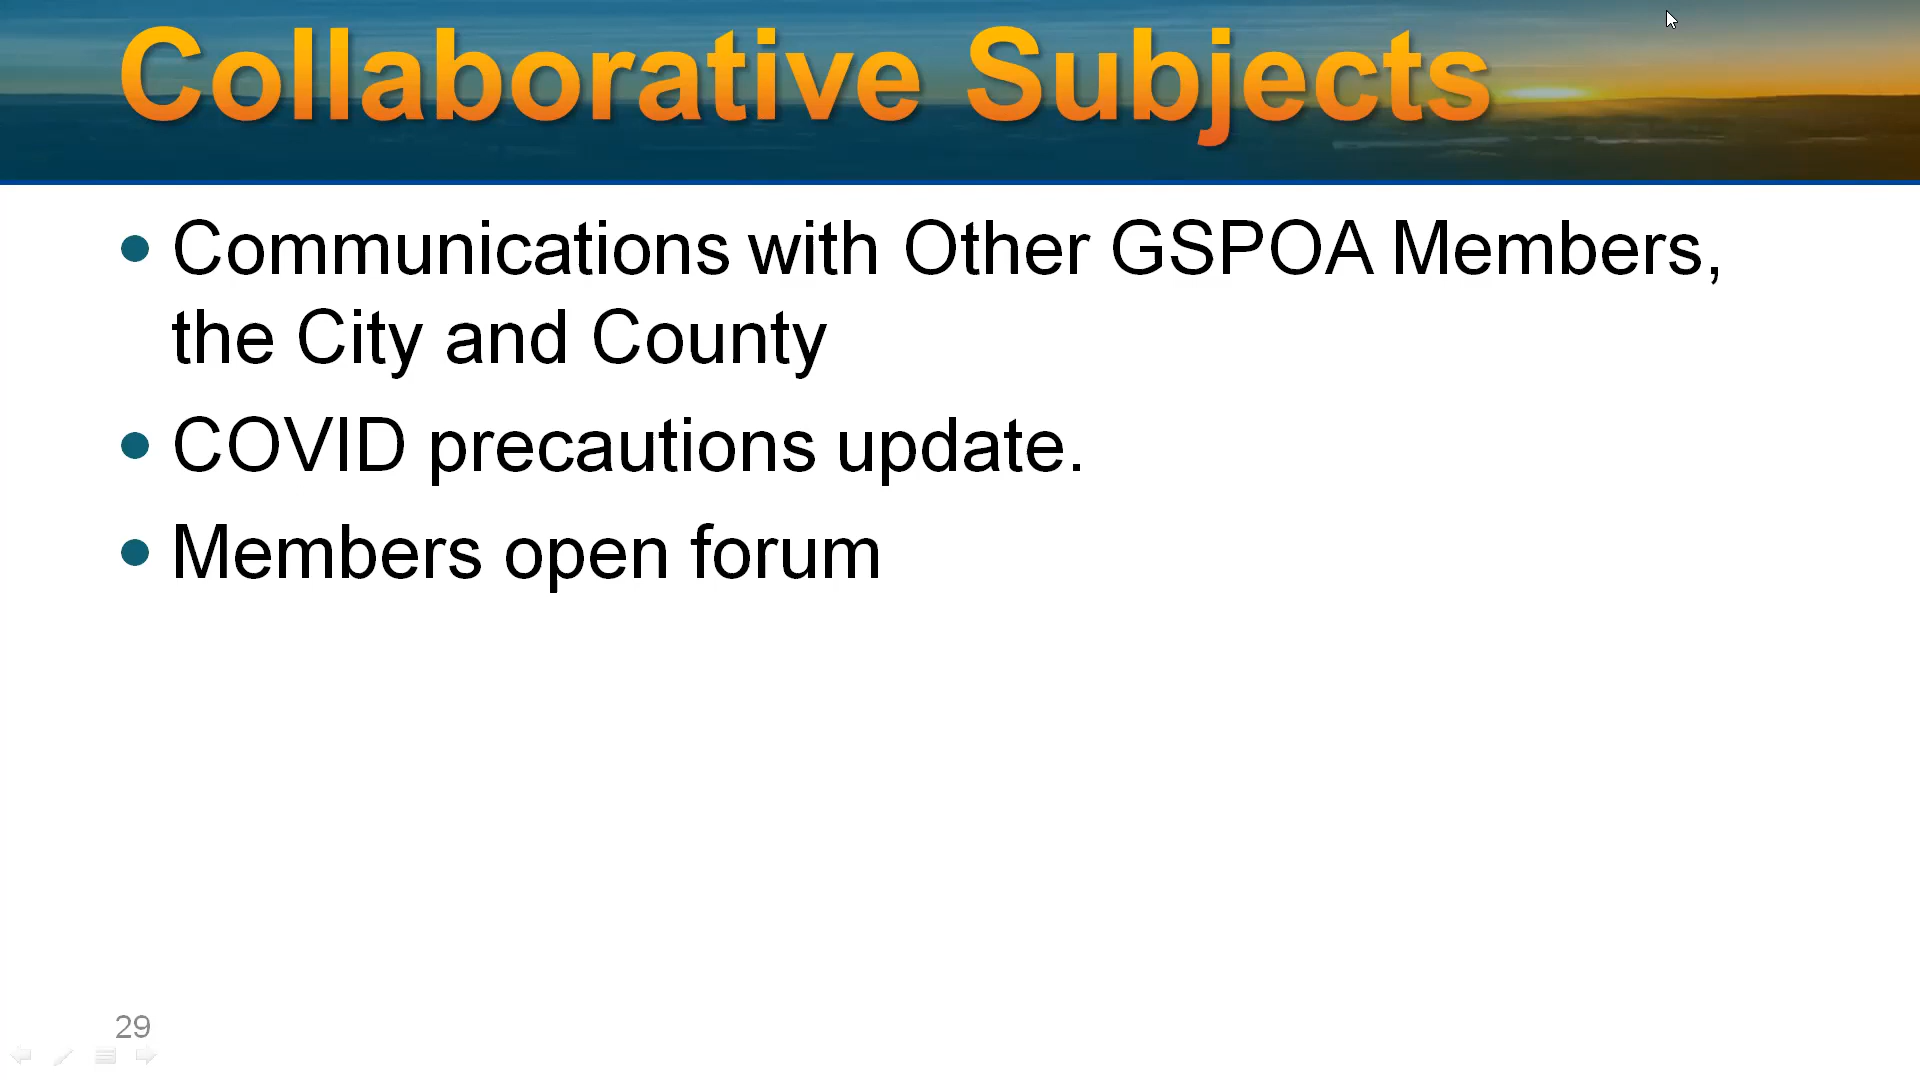 Collaborative Subjects
• Communications with Other GSPOA Members,
the City and County
• COVID precautions update.
• Members open forum
29